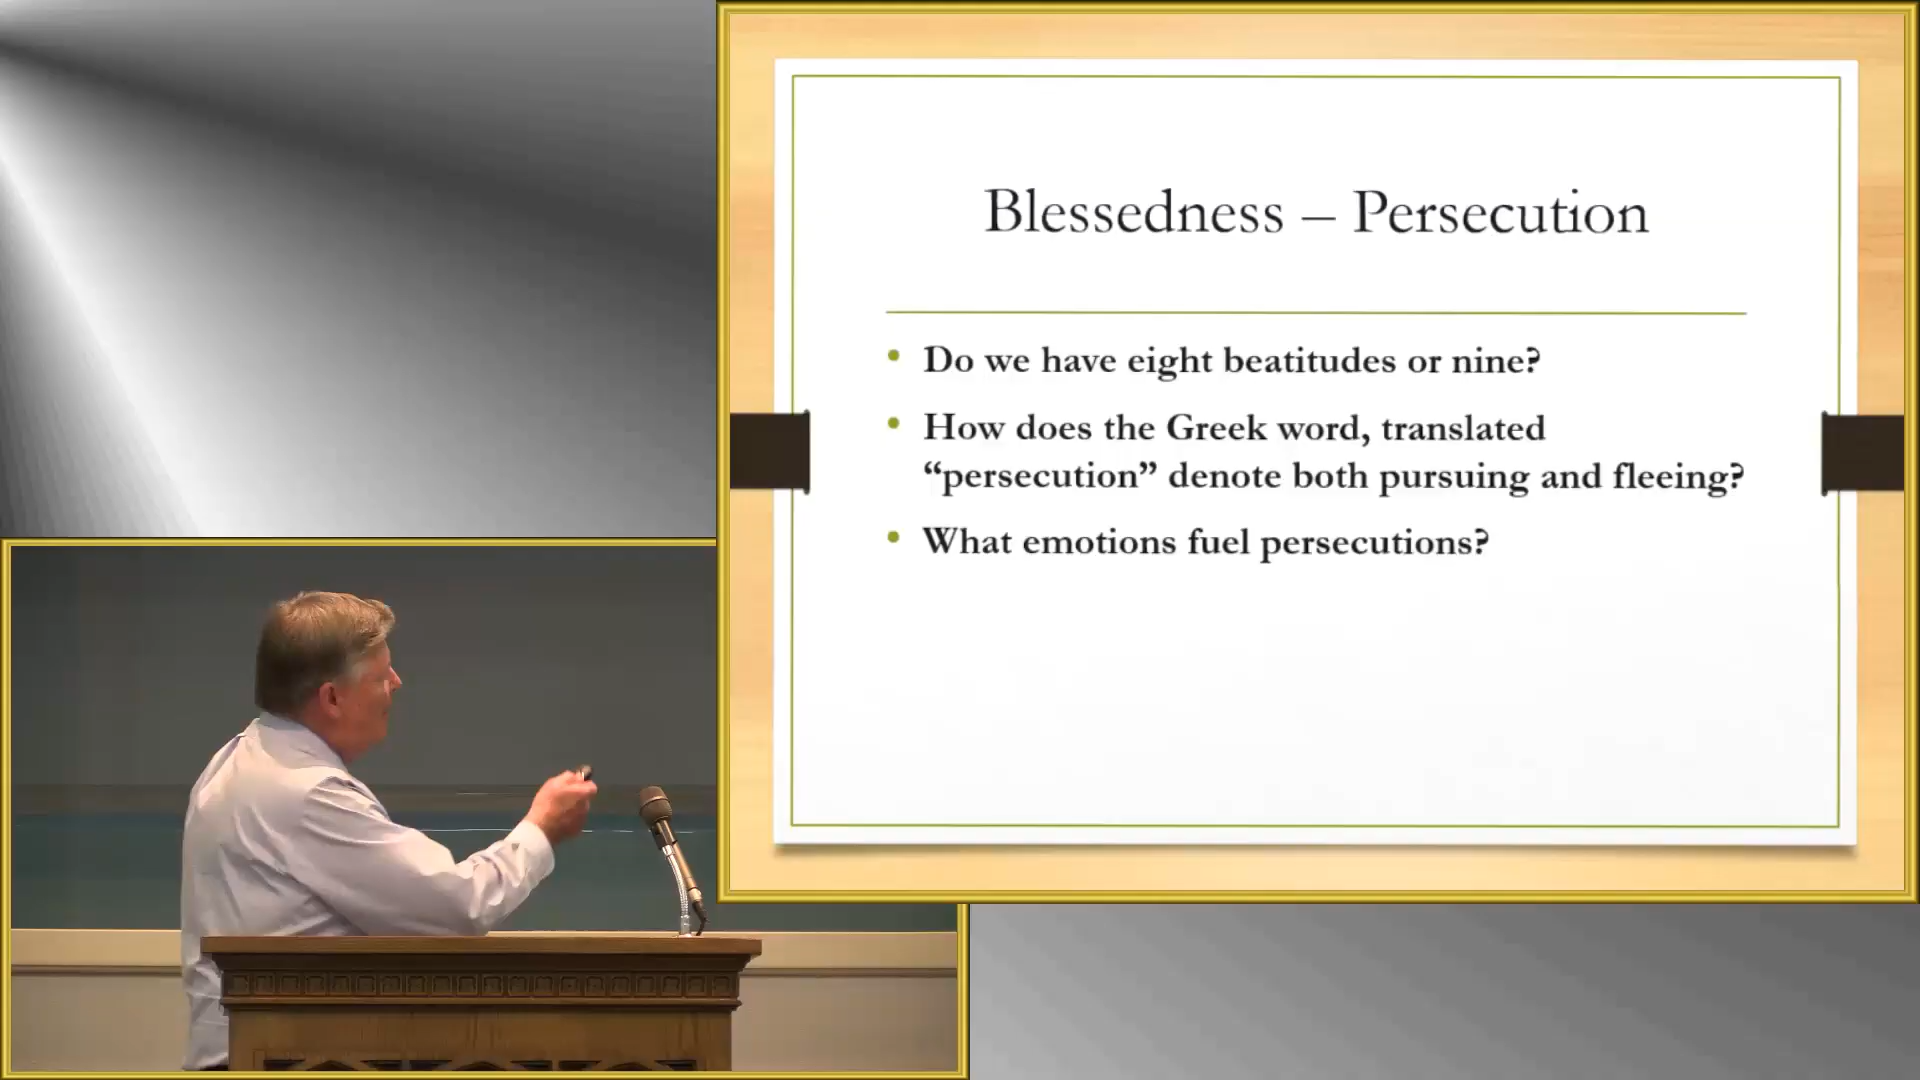 Blessedness – Persecution
• Do we have eight beatitudes or nine?
• How does the Greek word, translated
“persecution” denote both pursuing and fleeing?
• What emotions fuel persecutions?